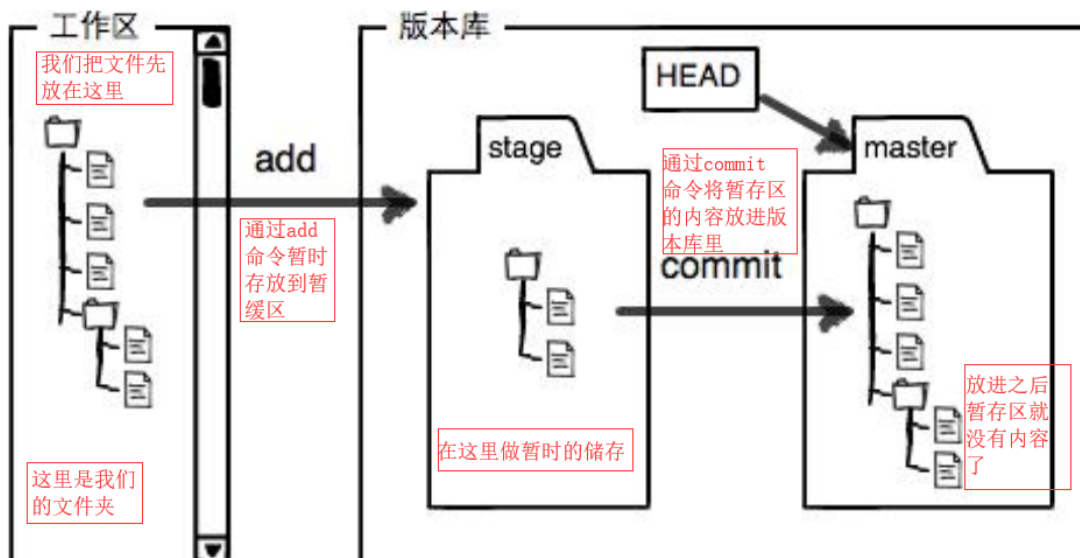 工作区
我们把文件先
放在这里
这里是我们
的文件夹
add
通过add
命令暂时
存放到暂
缓区
版本库
HEAD
stage
在这里做暂时的储存
通过commit
命令将暂存区
的内容放进版
本库里
commit
master
放进之后
暂存区就
没有内容
了